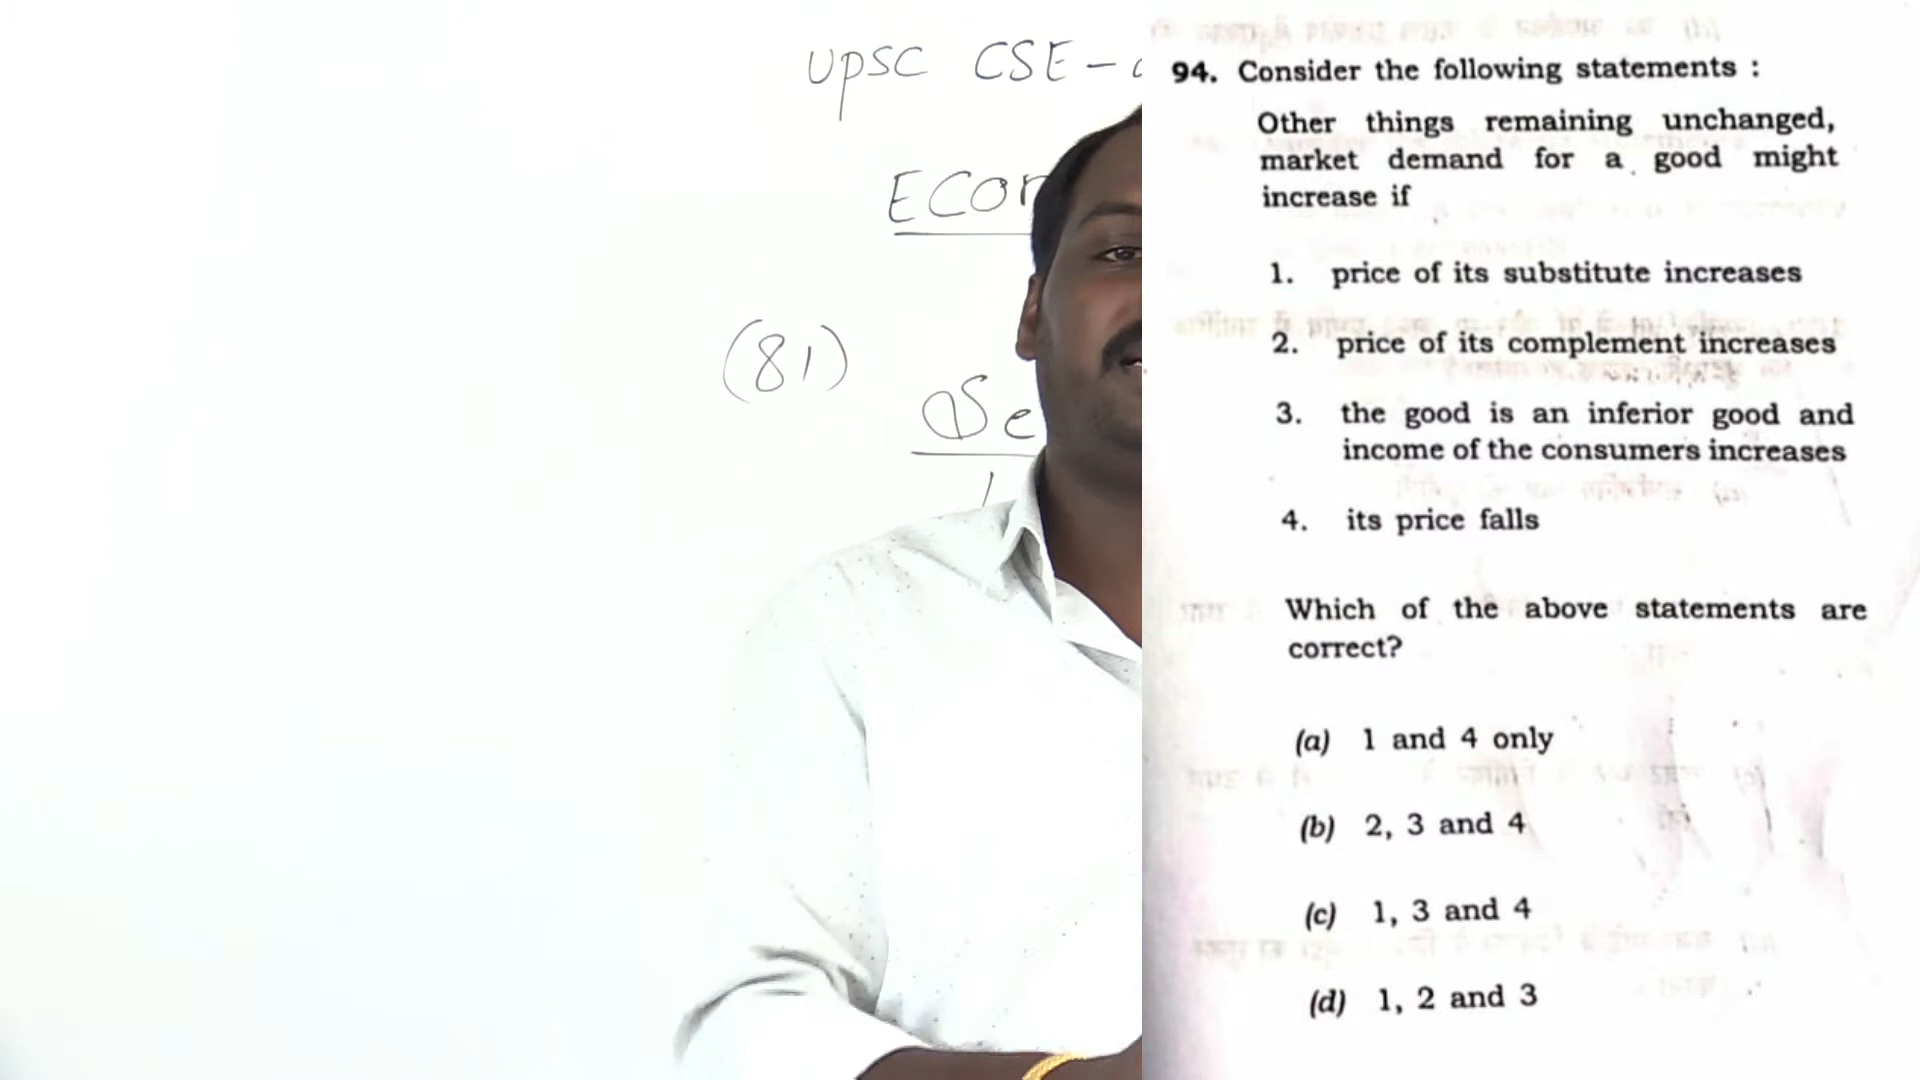 UPSC CSE -
ECON
(81)
De
94. Consider the following statements :
Other things remaining unchanged,
market demand for a good might
increase if
1. price of its substitute increases
2. price of its complement increases
3. the good is an inferior good and
income of the consumers increases
4. its price falls
Which of the above statements are
correct?
(a) 1 and 4 only
(b) 2, 3 and 4
(c) 1, 3 and 4
(d) 1, 2 and 3